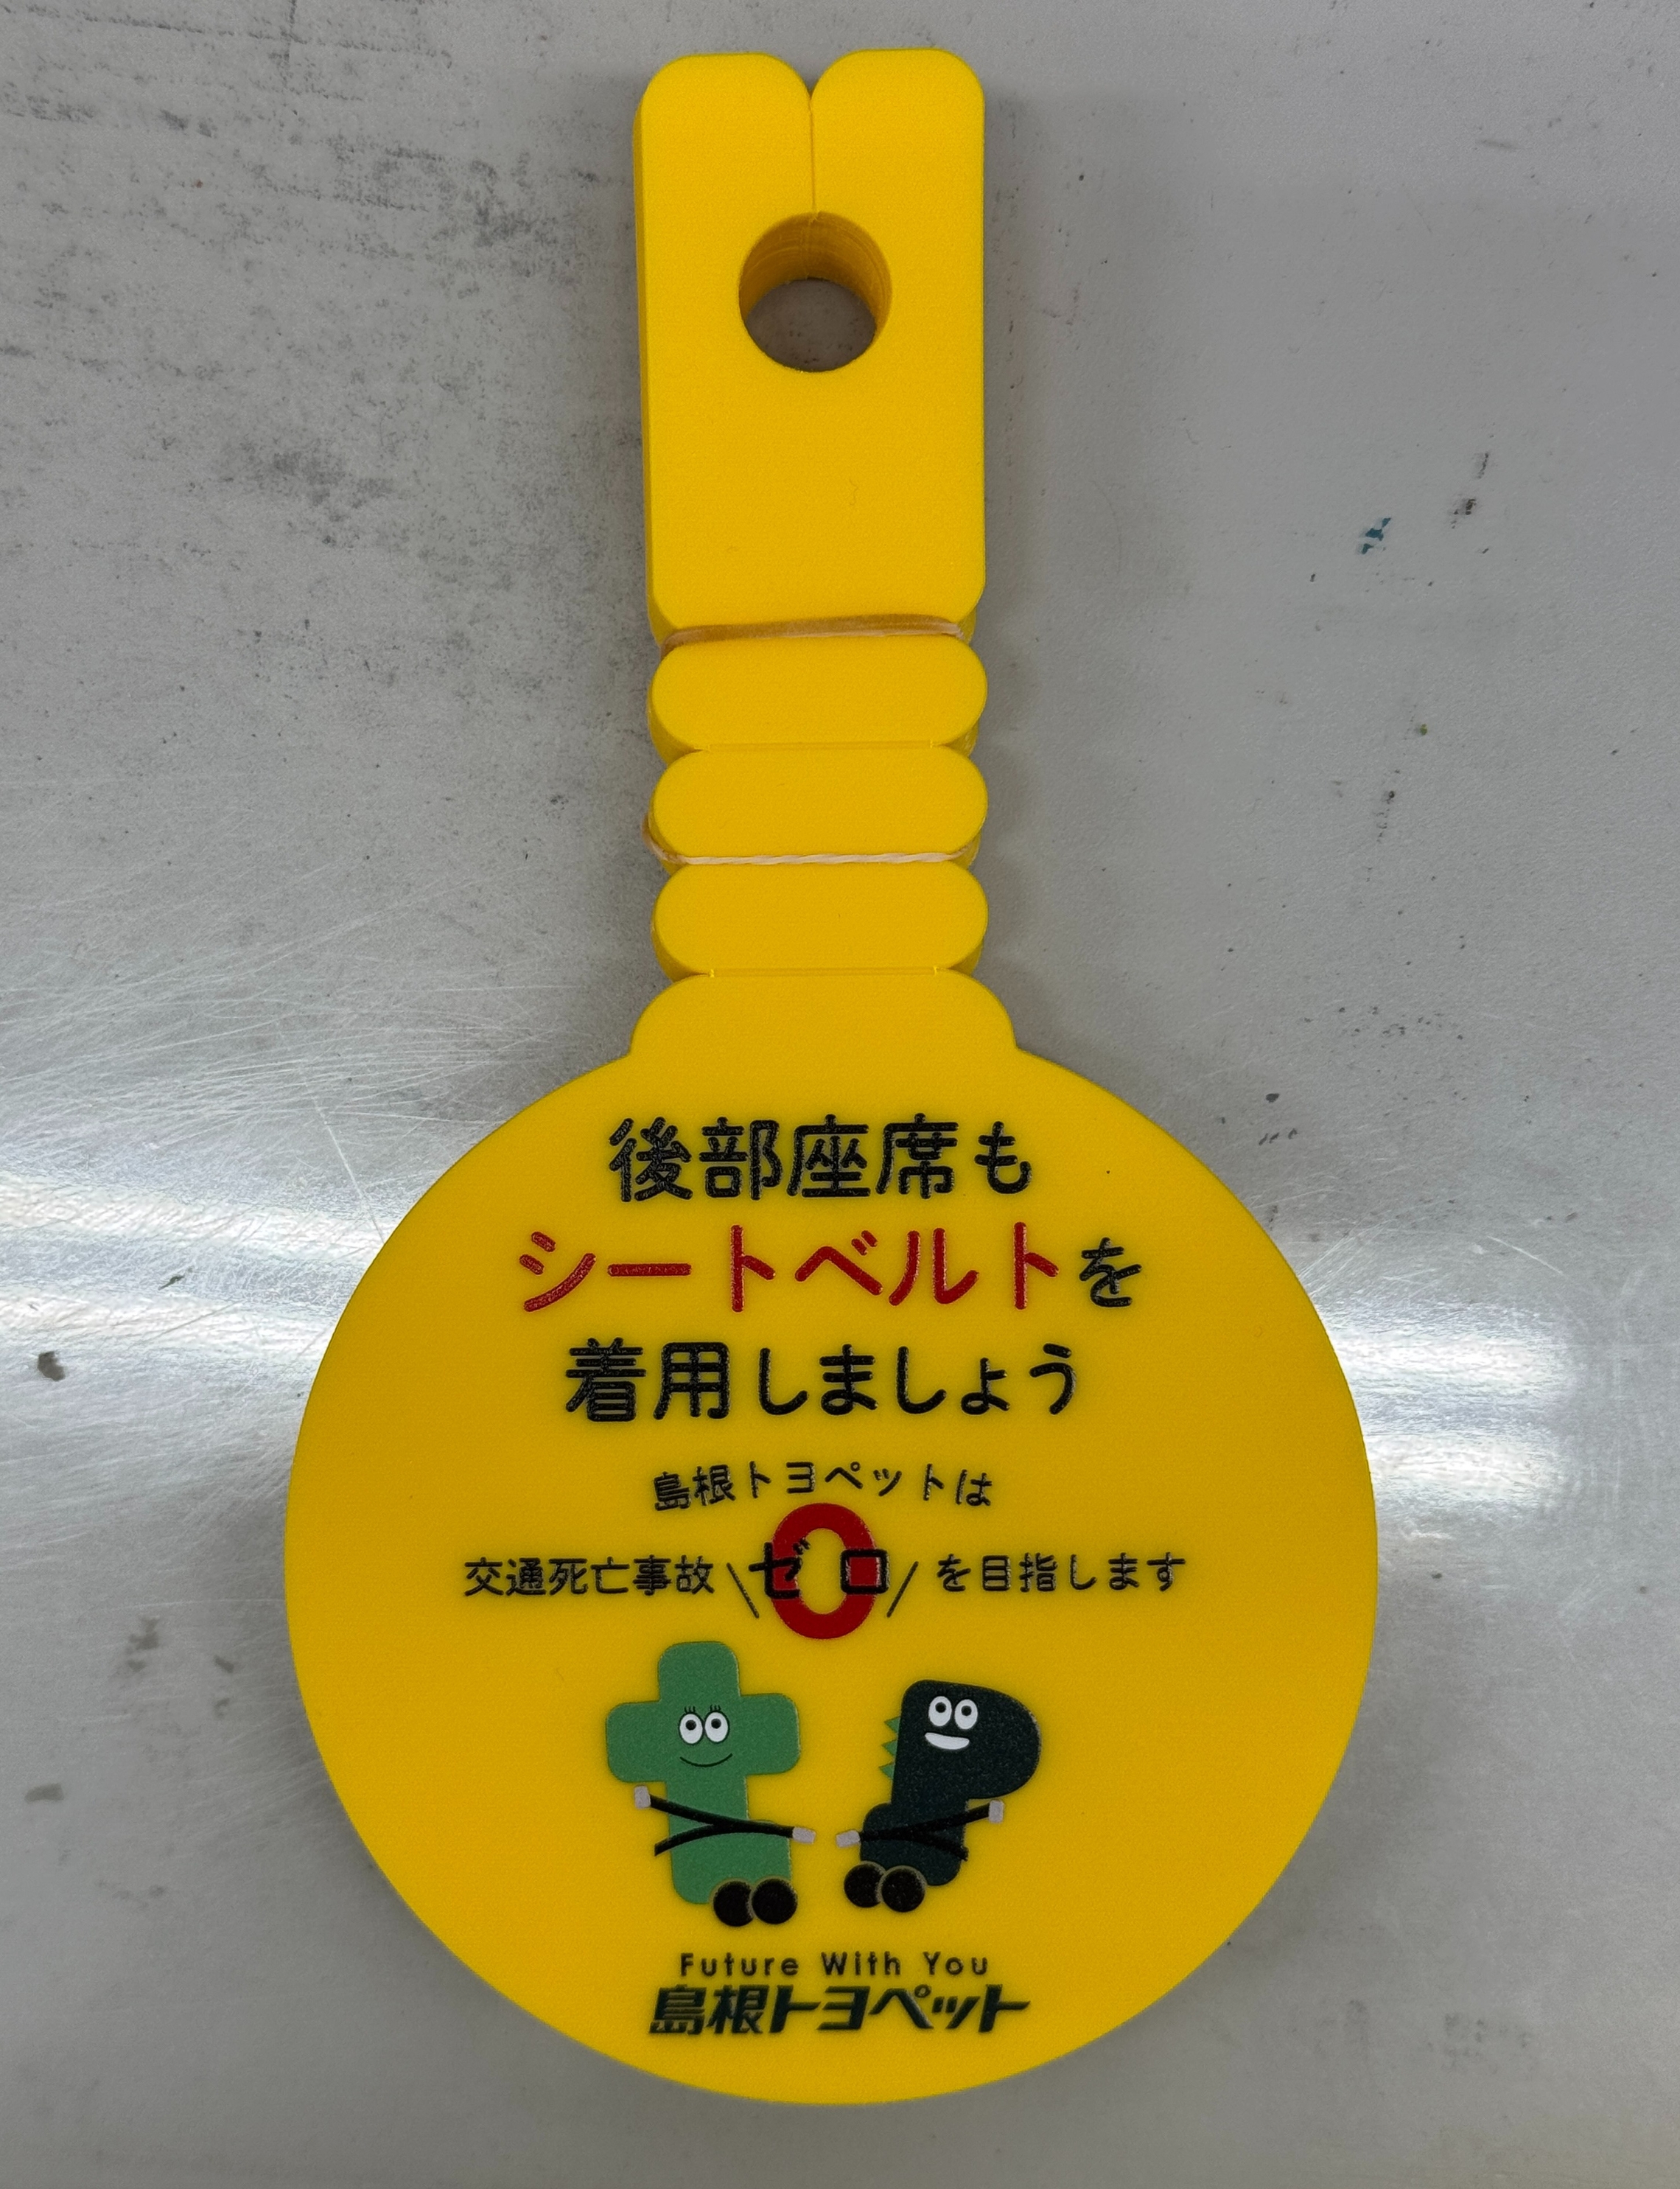 後部座席も
シートベルトを
着用しましょう
島根トヨペットは
交通死亡事故\ゼロ/を目指します
Future With You
島根トヨペット